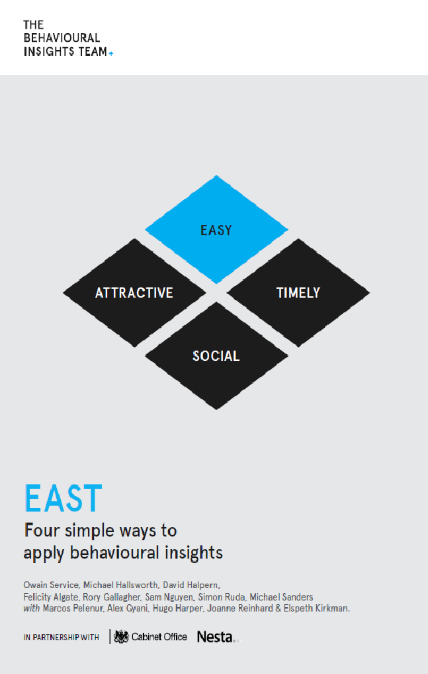 THE
BEHAVIOURAL
INSIGHTS TEAM
EASY
ATTRACTIVE
TIMELY
SOCIAL
EAST
Four simple ways to
apply behavioural insights
Owain Service, Michael Hallsworth, David Halpern,
Felicity Algate, Rory Gallagher, Sam Nguyen, Simon Ruda, Michael Sanders
with Marcos Pelenur, Alex Gyani, Hugo Harper, Joanne Reinhard & Elspeth Kirkman.
IN PARTNERSHIP WITH Cabinet Office Nesta